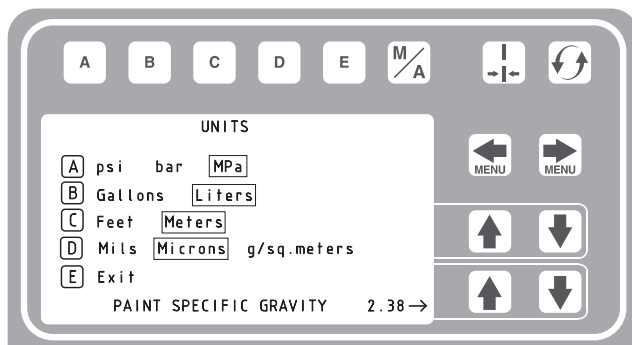 A B C D E M/A
UNITS
MENU MENU
A psi bar MPa
B Gallons Liters
C Feet Meters
D Mils Microns g/sq.meters
E Exit
PAINT SPECIFIC GRAVITY 2.38→